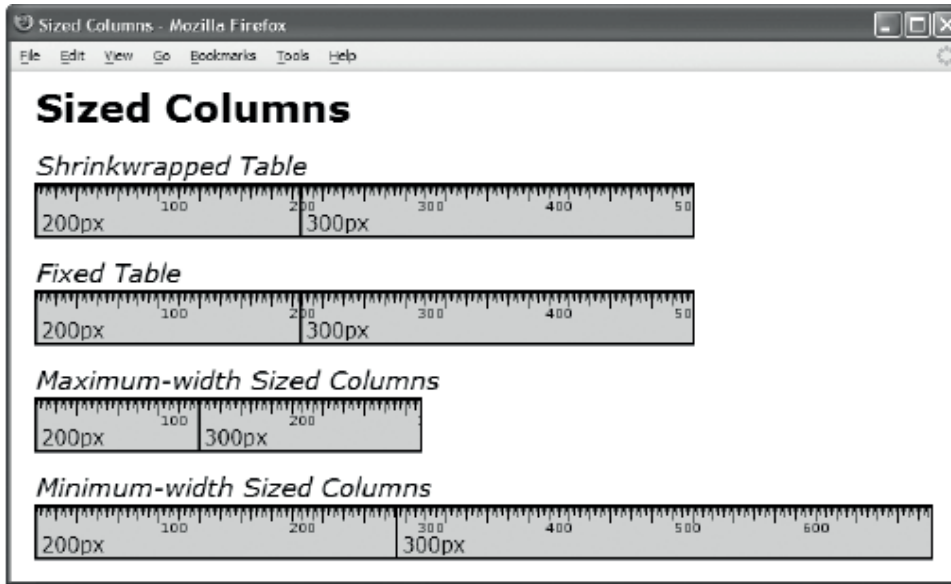 Sized Columns - Mozilla Firefox
File Edit View Go Bookmarks Tools Help
Sized Columns
Shrinkwrapped Table
100 200 300 400 50
200px 300px
Fixed Table
100 200 300 400 50
200px 300px
Maximum-width Sized Columns
100 200
200px 300px
Minimum-width Sized Columns
100 200 300 400 500 600
200px 300px